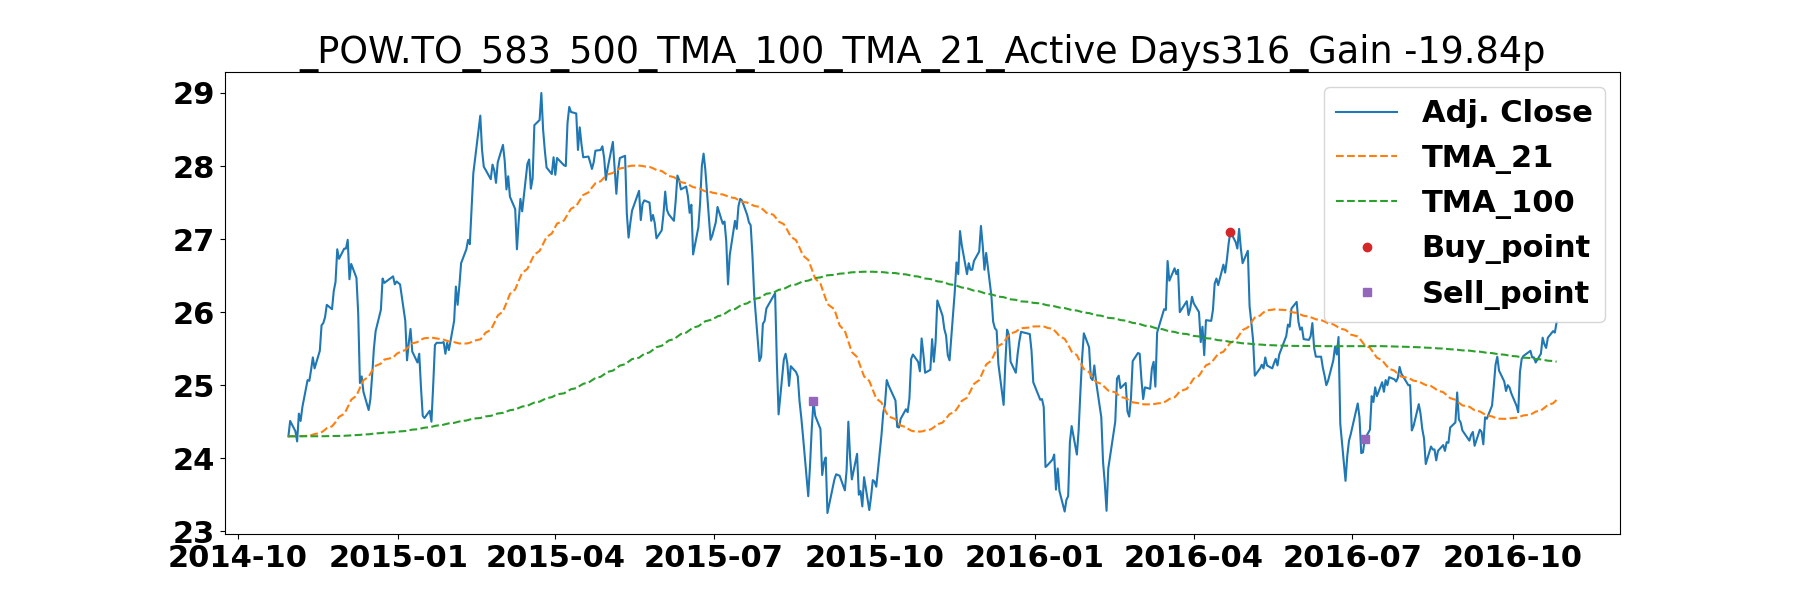 _POW.TO_583_500_TMA_100_TMA_21_Active Days316_Gain -19.84p
29
28
27
26
25
24
23
2014-10 2015-01 2015-04 2015-07 2015-10 2016-01 2016-04 2016-07 2016-10
Adj. Close
TMA_21
TMA_100
Buy_point
Sell_point